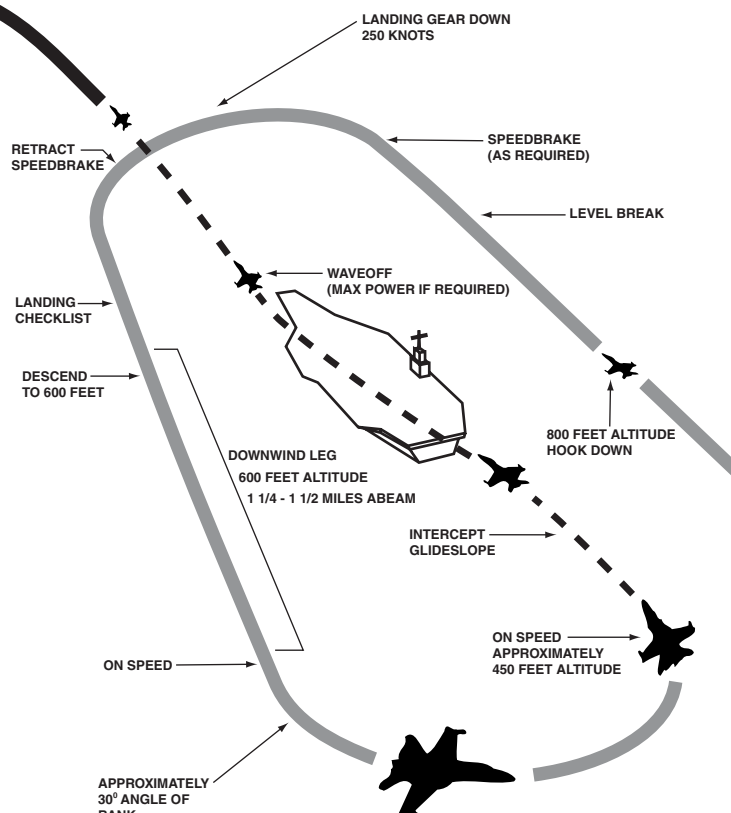 LANDING GEAR DOWN
250 KNOTS
RETRACT
SPEEDBRAKE
SPEEDBRAKE
(AS REQUIRED)
LEVEL BREAK
WAVEOFF
(MAX POWER IF REQUIRED)
LANDING
CHECKLIST
DESCEND
TO 600 FEET
800 FEET ALTITUDE
HOOK DOWN
DOWNWIND LEG
600 FEET ALTITUDE
1 1/4 - 1 1/2 MILES ABEAM
INTERCEPT
GLIDESLOPE
ON SPEED
APPROXIMATELY
450 FEET ALTITUDE
ON SPEED
APPROXIMATELY
30⁰ ANGLE OF